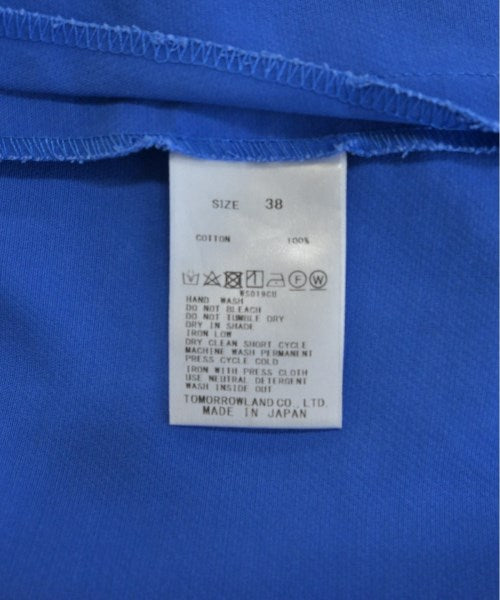 SIZE 38
COTTON 100%
WSD19CU
HAND WASH
DO NOT BLEACH
DO NOT TUMBLE DRY
DRY IN SHADE
IRON LOW
DRY CLEAN SHORT CYCLE
MACHINE WASH PERMANENT
PRESS CYCLE COLD
IRON WITH PRESS CLOTH
USE NEUTRAL DETERGENT
WASH INSIDE OUT
TOMORROWLAND CO., LTD.
MADE IN JAPAN